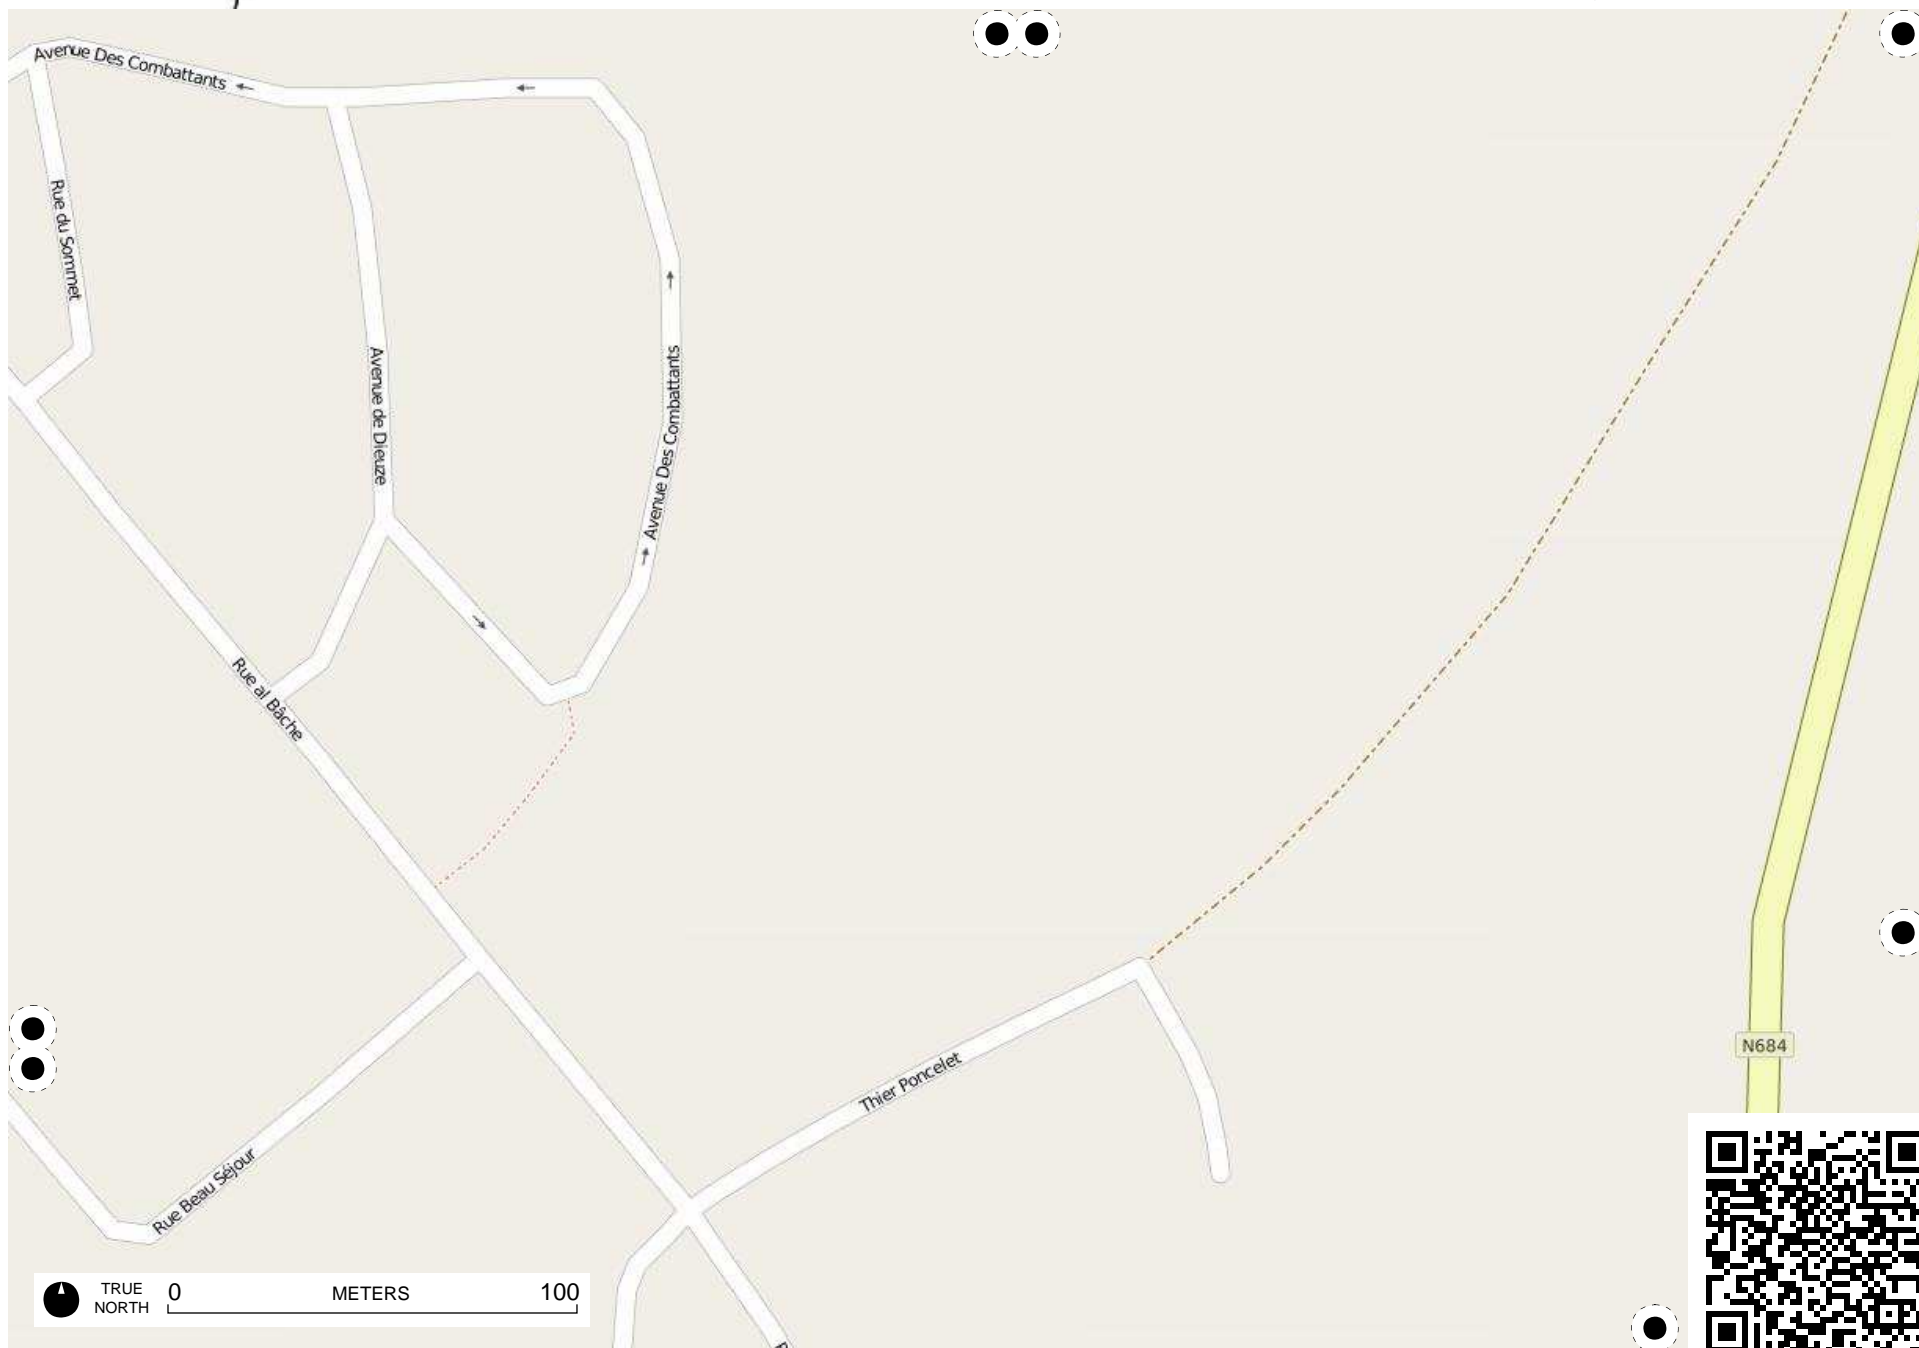 Avenue Des Combattants
Rue du Sommet
Avenue de Dieuze
Avenue Des Combattants
Rue al Bâche
N684
Thier Poncelet
Rue Beau Séjour
TRUE NORTH
0 METERS 100